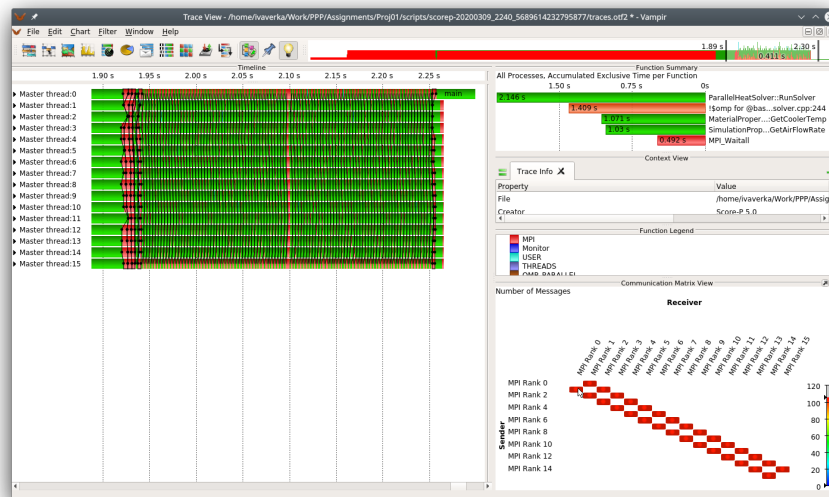 Trace View - /home/ivaverka/Work/PPP/Assignments/Proj01/scripts/scorep-20200309_2240_5689614232795877/traces.otf2 * - Vampir
File Edit Chart Filter Window Help
1.89 s 2.30 s
0.411 s
Timeline
1.90 s 1.95 s 2.00 s 2.05 s 2.10 s 2.15 s 2.20 s 2.25 s
Master thread:0 main
Master thread:1
Master thread:2
Master thread:3
Master thread:4
Master thread:5
Master thread:6
Master thread:7
Master thread:8
Master thread:9
Master thread:10
Master thread:11
Master thread:12
Master thread:13
Master thread:14
Master thread:15
Function Summary
All Processes, Accumulated Exclusive Time per Function
1.50 s 0.75 s 0s
2.146 s ParallelHeatSolver::RunSolver
1.409 s !$omp for @bas...solver.cpp:244
1.071 s MaterialProper...:GetCoolerTemp
1.03 s SimulationProp...GetAirFlowRate
0.492 s MPI_Waitall
Context View
Trace Info X
Property Value
File /home/ivaverka/Work/PPP/Assig
Creator Score-P 5.0
Function Legend
MPI
Monitor
USER
THREADS
OMP_PARALLEL
Communication Matrix View
Number of Messages
Receiver
MPI Rank 0 MPI Rank 1 MPI Rank 2 MPI Rank 3 MPI Rank 4 MPI Rank 5 MPI Rank 6 MPI Rank 7 MPI Rank 8 MPI Rank 9 MPI Rank 10 MPI Rank 11 MPI Rank 12 MPI Rank 13 MPI Rank 14 MPI Rank 15
Sender
MPI Rank 0
MPI Rank 2
MPI Rank 4
MPI Rank 6
MPI Rank 8
MPI Rank 10
MPI Rank 12
MPI Rank 14
120
100
80
60
40
20
0